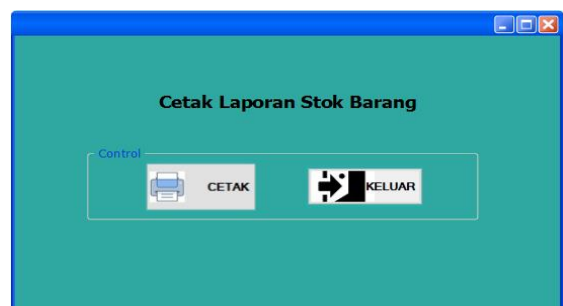 Cetak Laporan Stok Barang
Control
CETAK
KELUAR